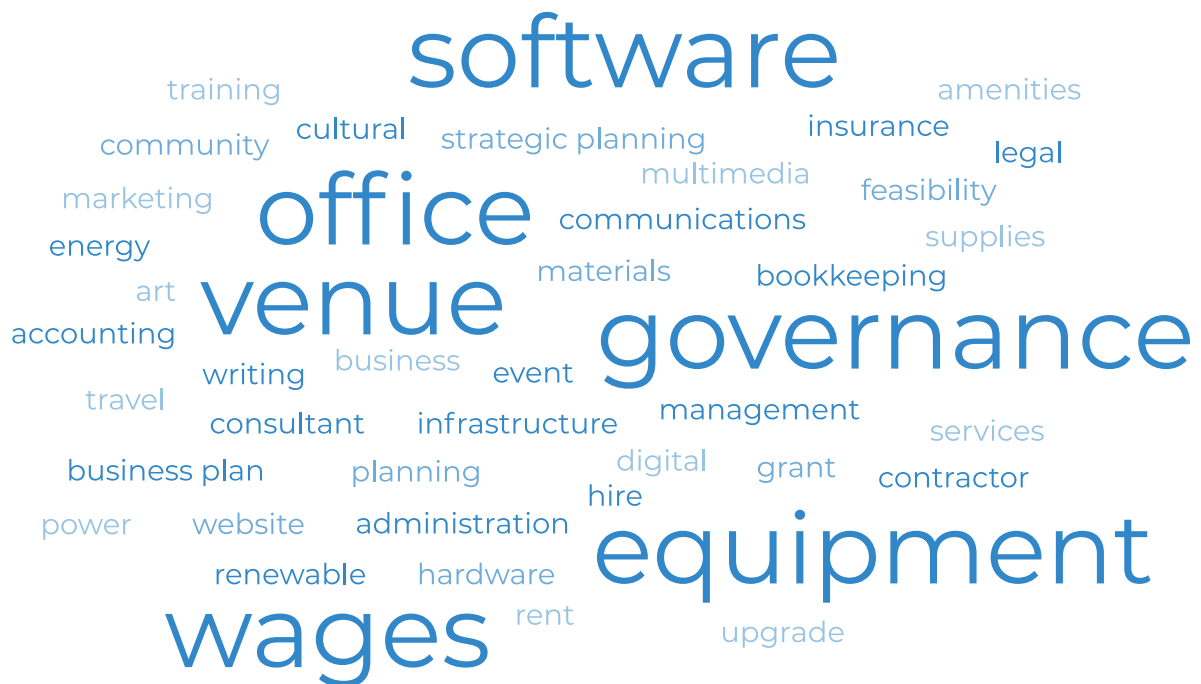 software
training
amenities
cultural
insurance
community
strategic planning
legal
multimedia
marketing
feasibility
office
communications
energy
supplies
materials
bookkeeping
art
venue
accounting
governance
business
writing
event
travel
management
consultant
infrastructure
services
digital
business plan
planning
grant
contractor
hire
power
website
administration
equipment
renewable
hardware
rent
wages
upgrade